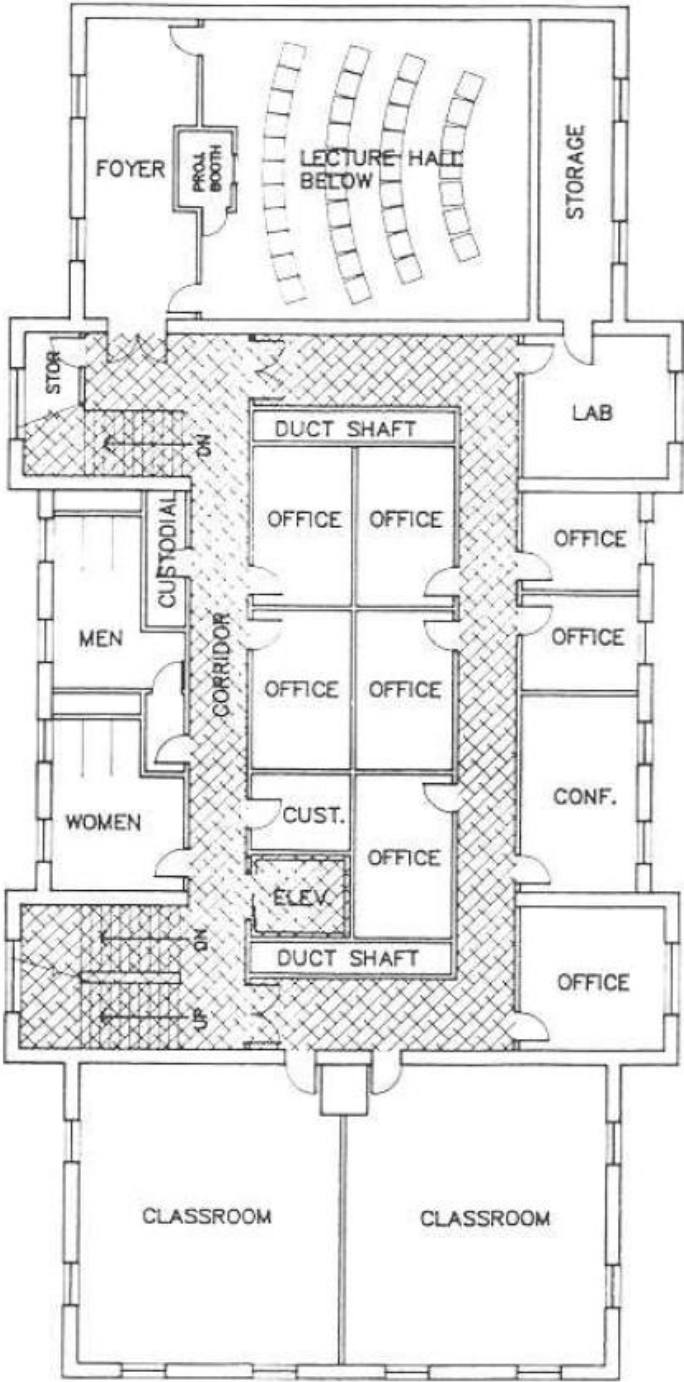 FOYER
PROJ.
BOOTH
LECTURE HALL
BELOW
STORAGE
STOR
DN
LAB
DUCT SHAFT
OFFICE
OFFICE
OFFICE
CUSTODIAL
MEN
CORRIDOR
OFFICE
OFFICE
OFFICE
WOMEN
CUST.
OFFICE
CONF.
ELEV.
DN
DUCT SHAFT
OFFICE
UP
CLASSROOM
CLASSROOM